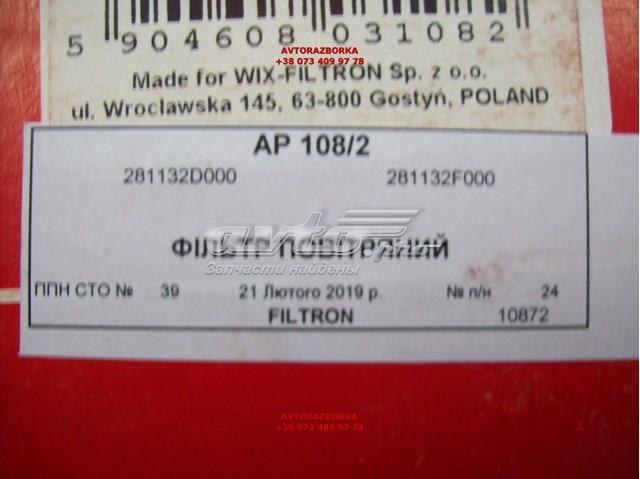 5 904608 031082
AVTORAZBORKA
+38 073 409 97 78
Made for WIX-FILTRON Sp. z o.o.
ul. Wrocławska 145, 63-800 Gostyń, POLAND
AP 108/2
281132D000 281132F000
ФІЛЬТР ПОВІТРЯНИЙ
Запчасти найдены
ППН СТО № 39 21 Лютого 2019 р. № п/н 24
FILTRON 10872
AVTORAZBORKA
+38 073 409 97 78